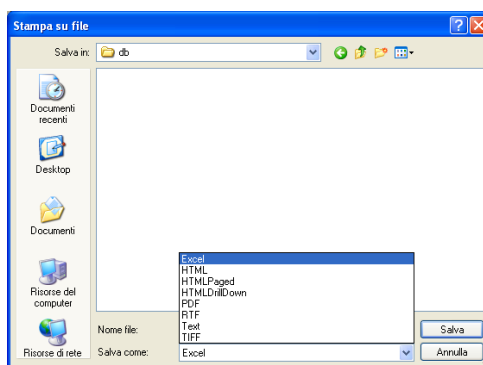 Stampa su file
Salva in:
db
Documenti
recenti
Desktop
Documenti
Risorse del
computer
Risorse di rete
Excel
HTML
HTMLPaged
HTMLDrillDown
PDF
RTF
Text
TIFF
Nome file:
Salva
Salva come:
Excel
Annulla